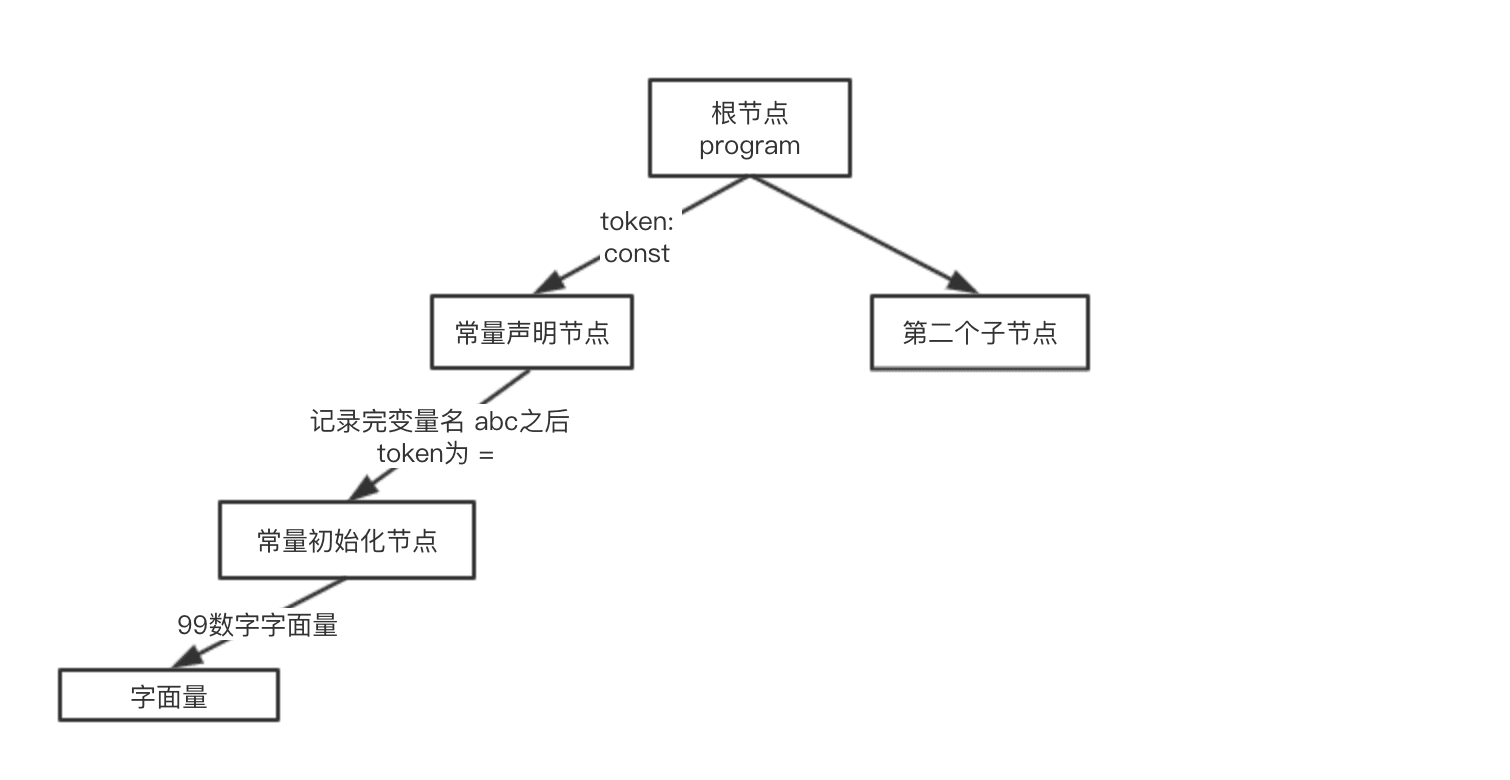 根节点
program
token:
const
常量声明节点
第二个子节点
记录完变量名 abc之后
token为 =
常量初始化节点
99数字字面量
字面量